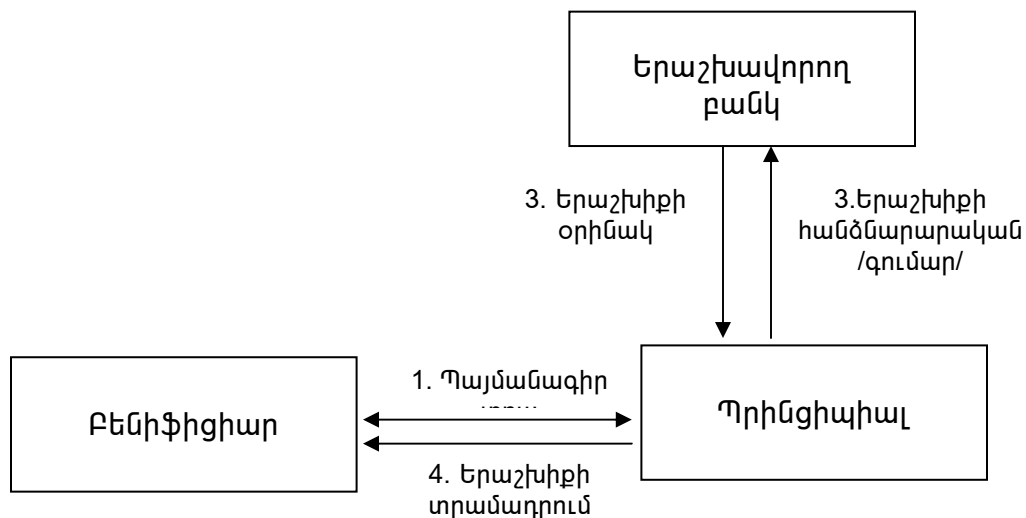 Երաշխավորող
բանկ
3. Երաշխիքի
օրինակ
3.Երաշխիքի
հանձնարարական
/գումար/
Բենիֆիցիար
1. Պայմանագիր
4. Երաշխիքի
տրամադրում
Պրինցիպիալ